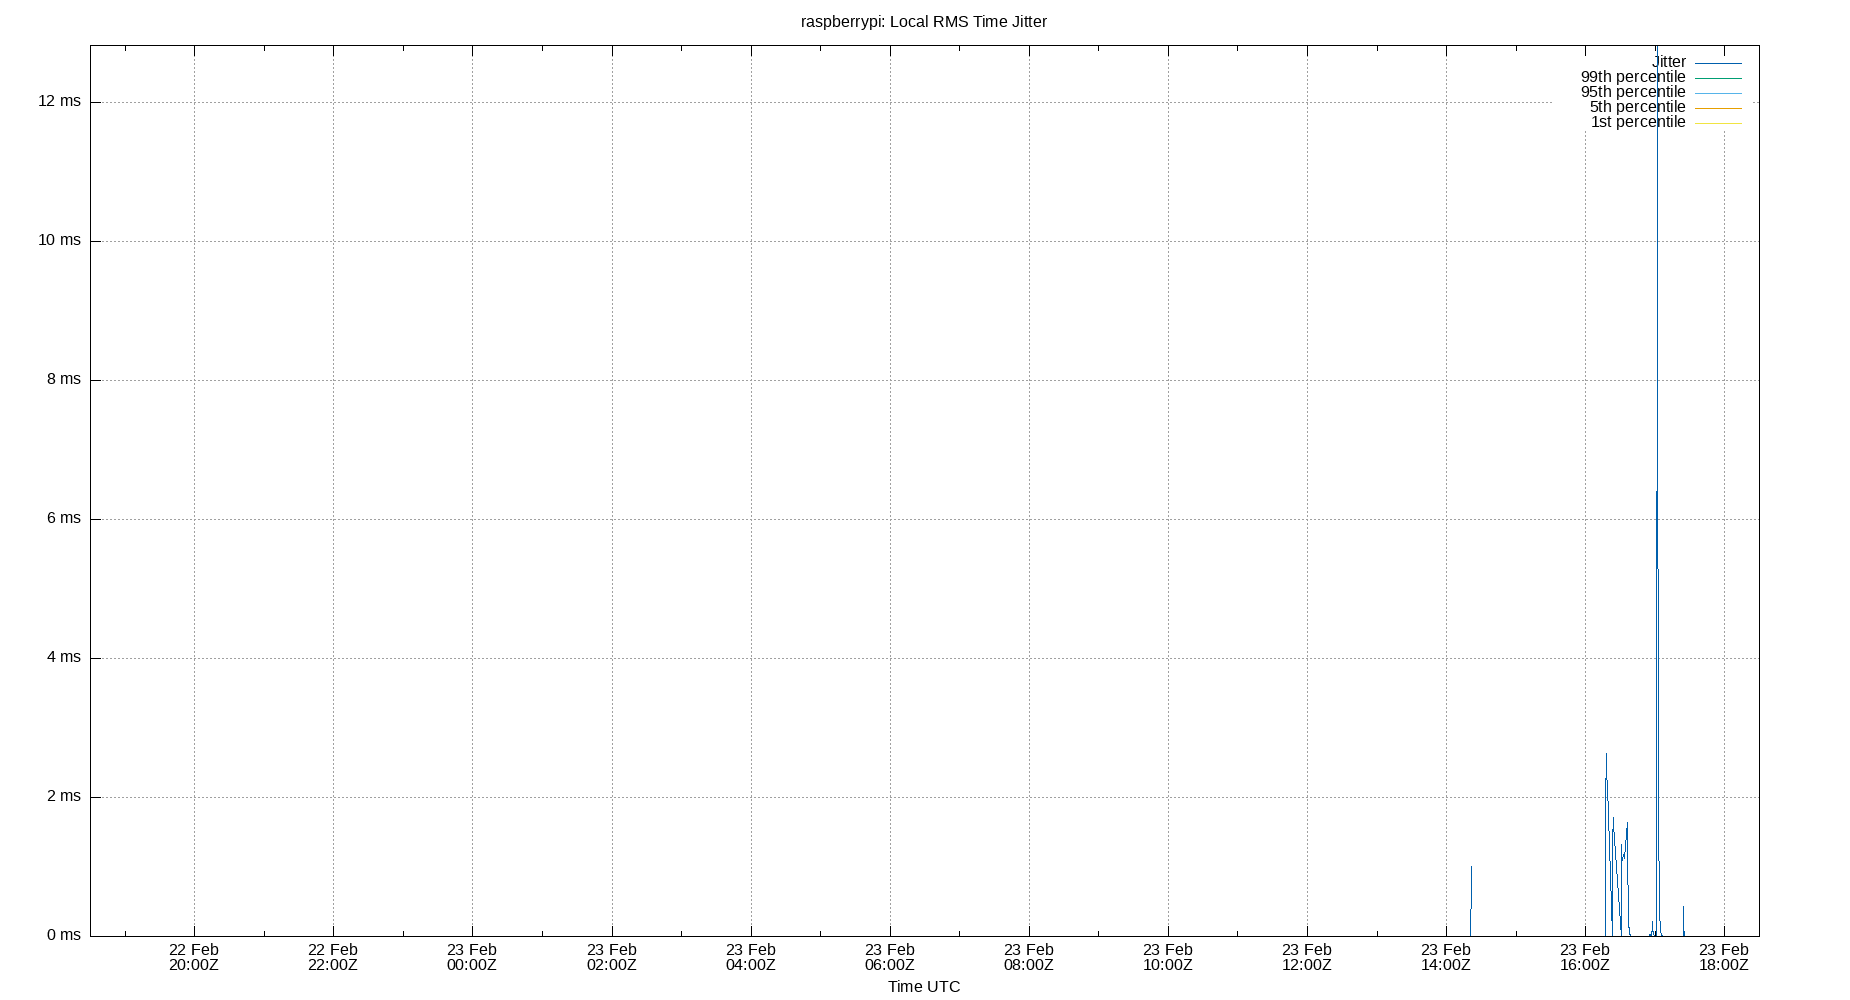 raspberrypi: Local RMS Time Jitter
Jitter
99th percentile
95th percentile
5th percentile
1st percentile
12 ms
10 ms
8 ms
6 ms
4 ms
2 ms
0 ms
22 Feb 22 Feb 23 Feb 23 Feb 23 Feb 23 Feb 23 Feb 23 Feb 23 Feb 23 Feb 23 Feb 23 Feb
20:00Z 22:00Z 00:00Z 02:00Z 04:00Z 06:00Z 08:00Z 10:00Z 12:00Z 14:00Z 16:00Z 18:00Z
Time UTC